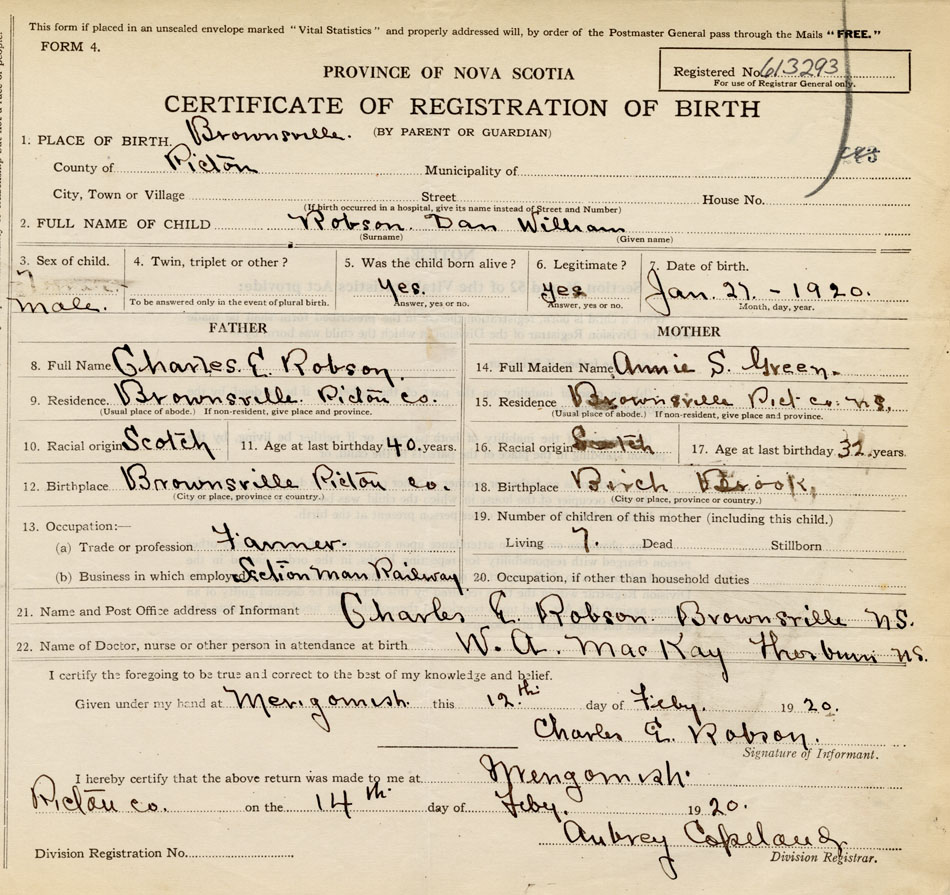 This form if placed in an unsealed envelope marked "Vital Statistics" and properly addressed will, by order of the Postmaster General pass through the Mails "FREE."
FORM 4.
Registered No. 613293
For use of Registrar General only.
PROVINCE OF NOVA SCOTIA
CERTIFICATE OF REGISTRATION OF BIRTH
(BY PARENT OR GUARDIAN)
1. PLACE OF BIRTH. Brownsville.
County of Picton Municipality of
City, Town or Village Street House No.
(If birth occurred in a hospital, give its name instead of Street and Number)
2. FULL NAME OF CHILD Robson. Dan William
(Surname) (Given name)
3. Sex of child. 4. Twin, triplet or other? 5. Was the child born alive? 6. Legitimate? 7. Date of birth.
male. Yes. yes Jan. 27. - 1920.
To be answered only in the event of plural birth. Answer, yes or no. Answer, yes or no. Month, day, year.
FATHER
8. Full Name Charles. E. Robson.
9. Residence. Brownsville. Picton co.
(Usual place of abode.) If non-resident, give place and province.
10. Racial origin Scotch 11. Age at last birthday 40. years.
12. Birthplace Brownsville Picton co.
(City or place, province or country.)
13. Occupation:—
(a) Trade or profession Farmer.
(b) Business in which employed Section man Railway
MOTHER
14. Full Maiden Name Annie S. Green.
15. Residence Brownsville Pict co. N.S.
(Usual place of abode.) If non-resident, give place and province.
16. Racial origin Scotch 17. Age at last birthday 32. years.
18. Birthplace Birch Brook,
(City or place, province or country.)
19. Number of children of this mother (including this child.)
Living 7. Dead Stillborn
20. Occupation, if other than household duties
21. Name and Post Office address of Informant Charles E. Robson. Brownsville NS.
22. Name of Doctor, nurse or other person in attendance at birth W. A. MacKay Thorburn NS.
I certify the foregoing to be true and correct to the best of my knowledge and belief.
Given under my hand at Merigomish this 12th day of Feby. 1920.
Charles E. Robson.
Signature of Informant.
I hereby certify that the above return was made to me at Merigomish.
Picton co. on the 14th day of Feby. 1920.
Aubrey Copeland
Division Registrar.
Division Registration No.